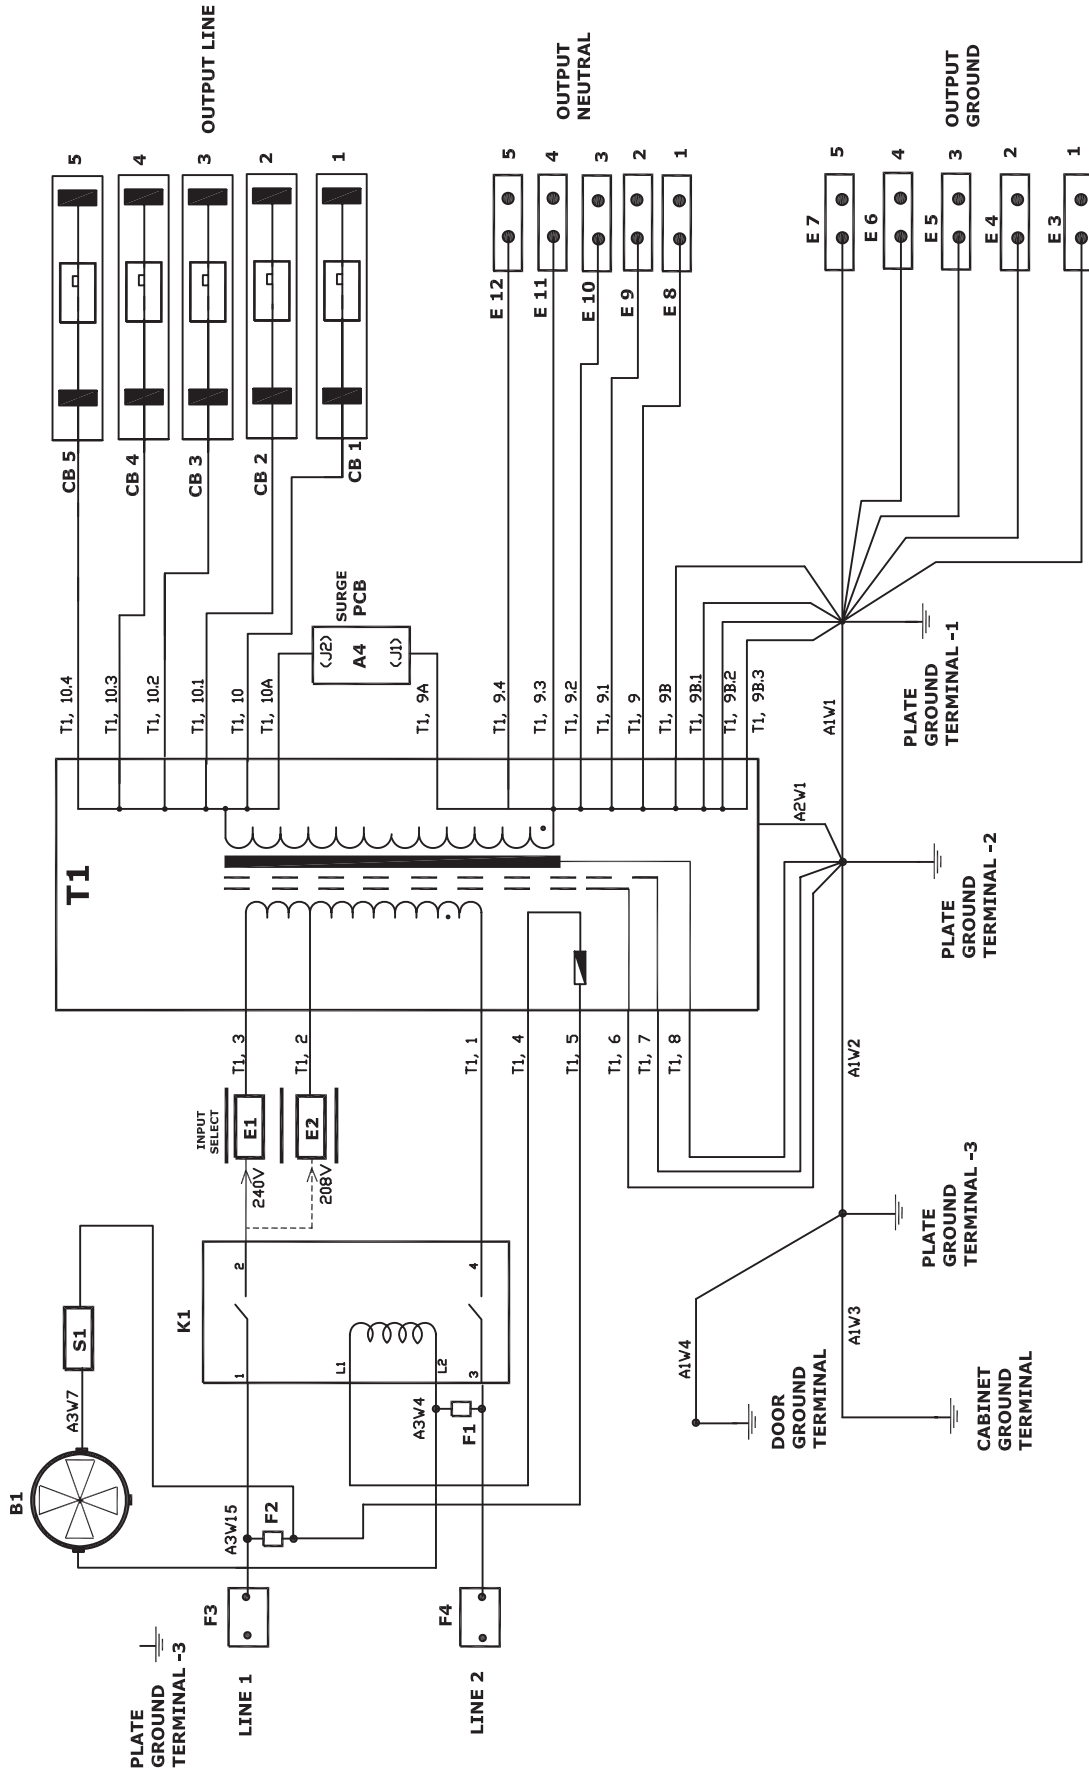 OUTPUT LINE
5
4
3
2
1
CB 5
CB 4
CB 3
CB 2
CB 1
OUTPUT
NEUTRAL
5
4
3
2
1
E 12
E 11
E 10
E 9
E 8
OUTPUT
GROUND
5
4
3
2
1
E 7
E 6
E 5
E 4
E 3
SURGE
PCB
(J2)
A4
(J1)
T1, 10.4
T1, 10.3
T1, 10.2
T1, 10.1
T1, 10
T1, 10A
T1, 9A
T1, 9.4
T1, 9.3
T1, 9.2
T1, 9.1
T1, 9
T1, 9B
T1, 9B.1
T1, 9B.2
T1, 9B.3
A1W1
PLATE
GROUND
TERMINAL -1
T1
A2W1
PLATE
GROUND
TERMINAL -2
T1, 3
T1, 2
T1, 1
T1, 4
T1, 5
T1, 6
T1, 7
T1, 8
A1W2
INPUT
SELECT
E1
E2
240V
208V
PLATE
GROUND
TERMINAL -3
K1
2
4
1
L1
L2
3
S1
A3W7
B1
A3W4
F1
A3W15
F2
A1W4
A1W3
DOOR
GROUND
TERMINAL
CABINET
GROUND
TERMINAL
F3
F4
LINE 1
LINE 2
PLATE
GROUND
TERMINAL -3